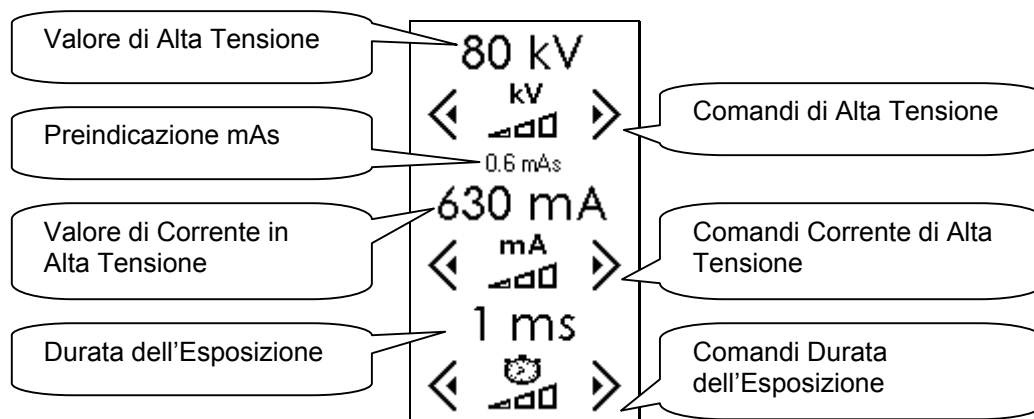 Valore di Alta Tensione
80 kV
kV
Comandi di Alta Tensione
Preindicazione mAs
0.6 mAs
630 mA
Valore di Corrente in
Alta Tensione
mA
Comandi Corrente di Alta
Tensione
1 ms
Durata dell’Esposizione
Comandi Durata
dell’Esposizione